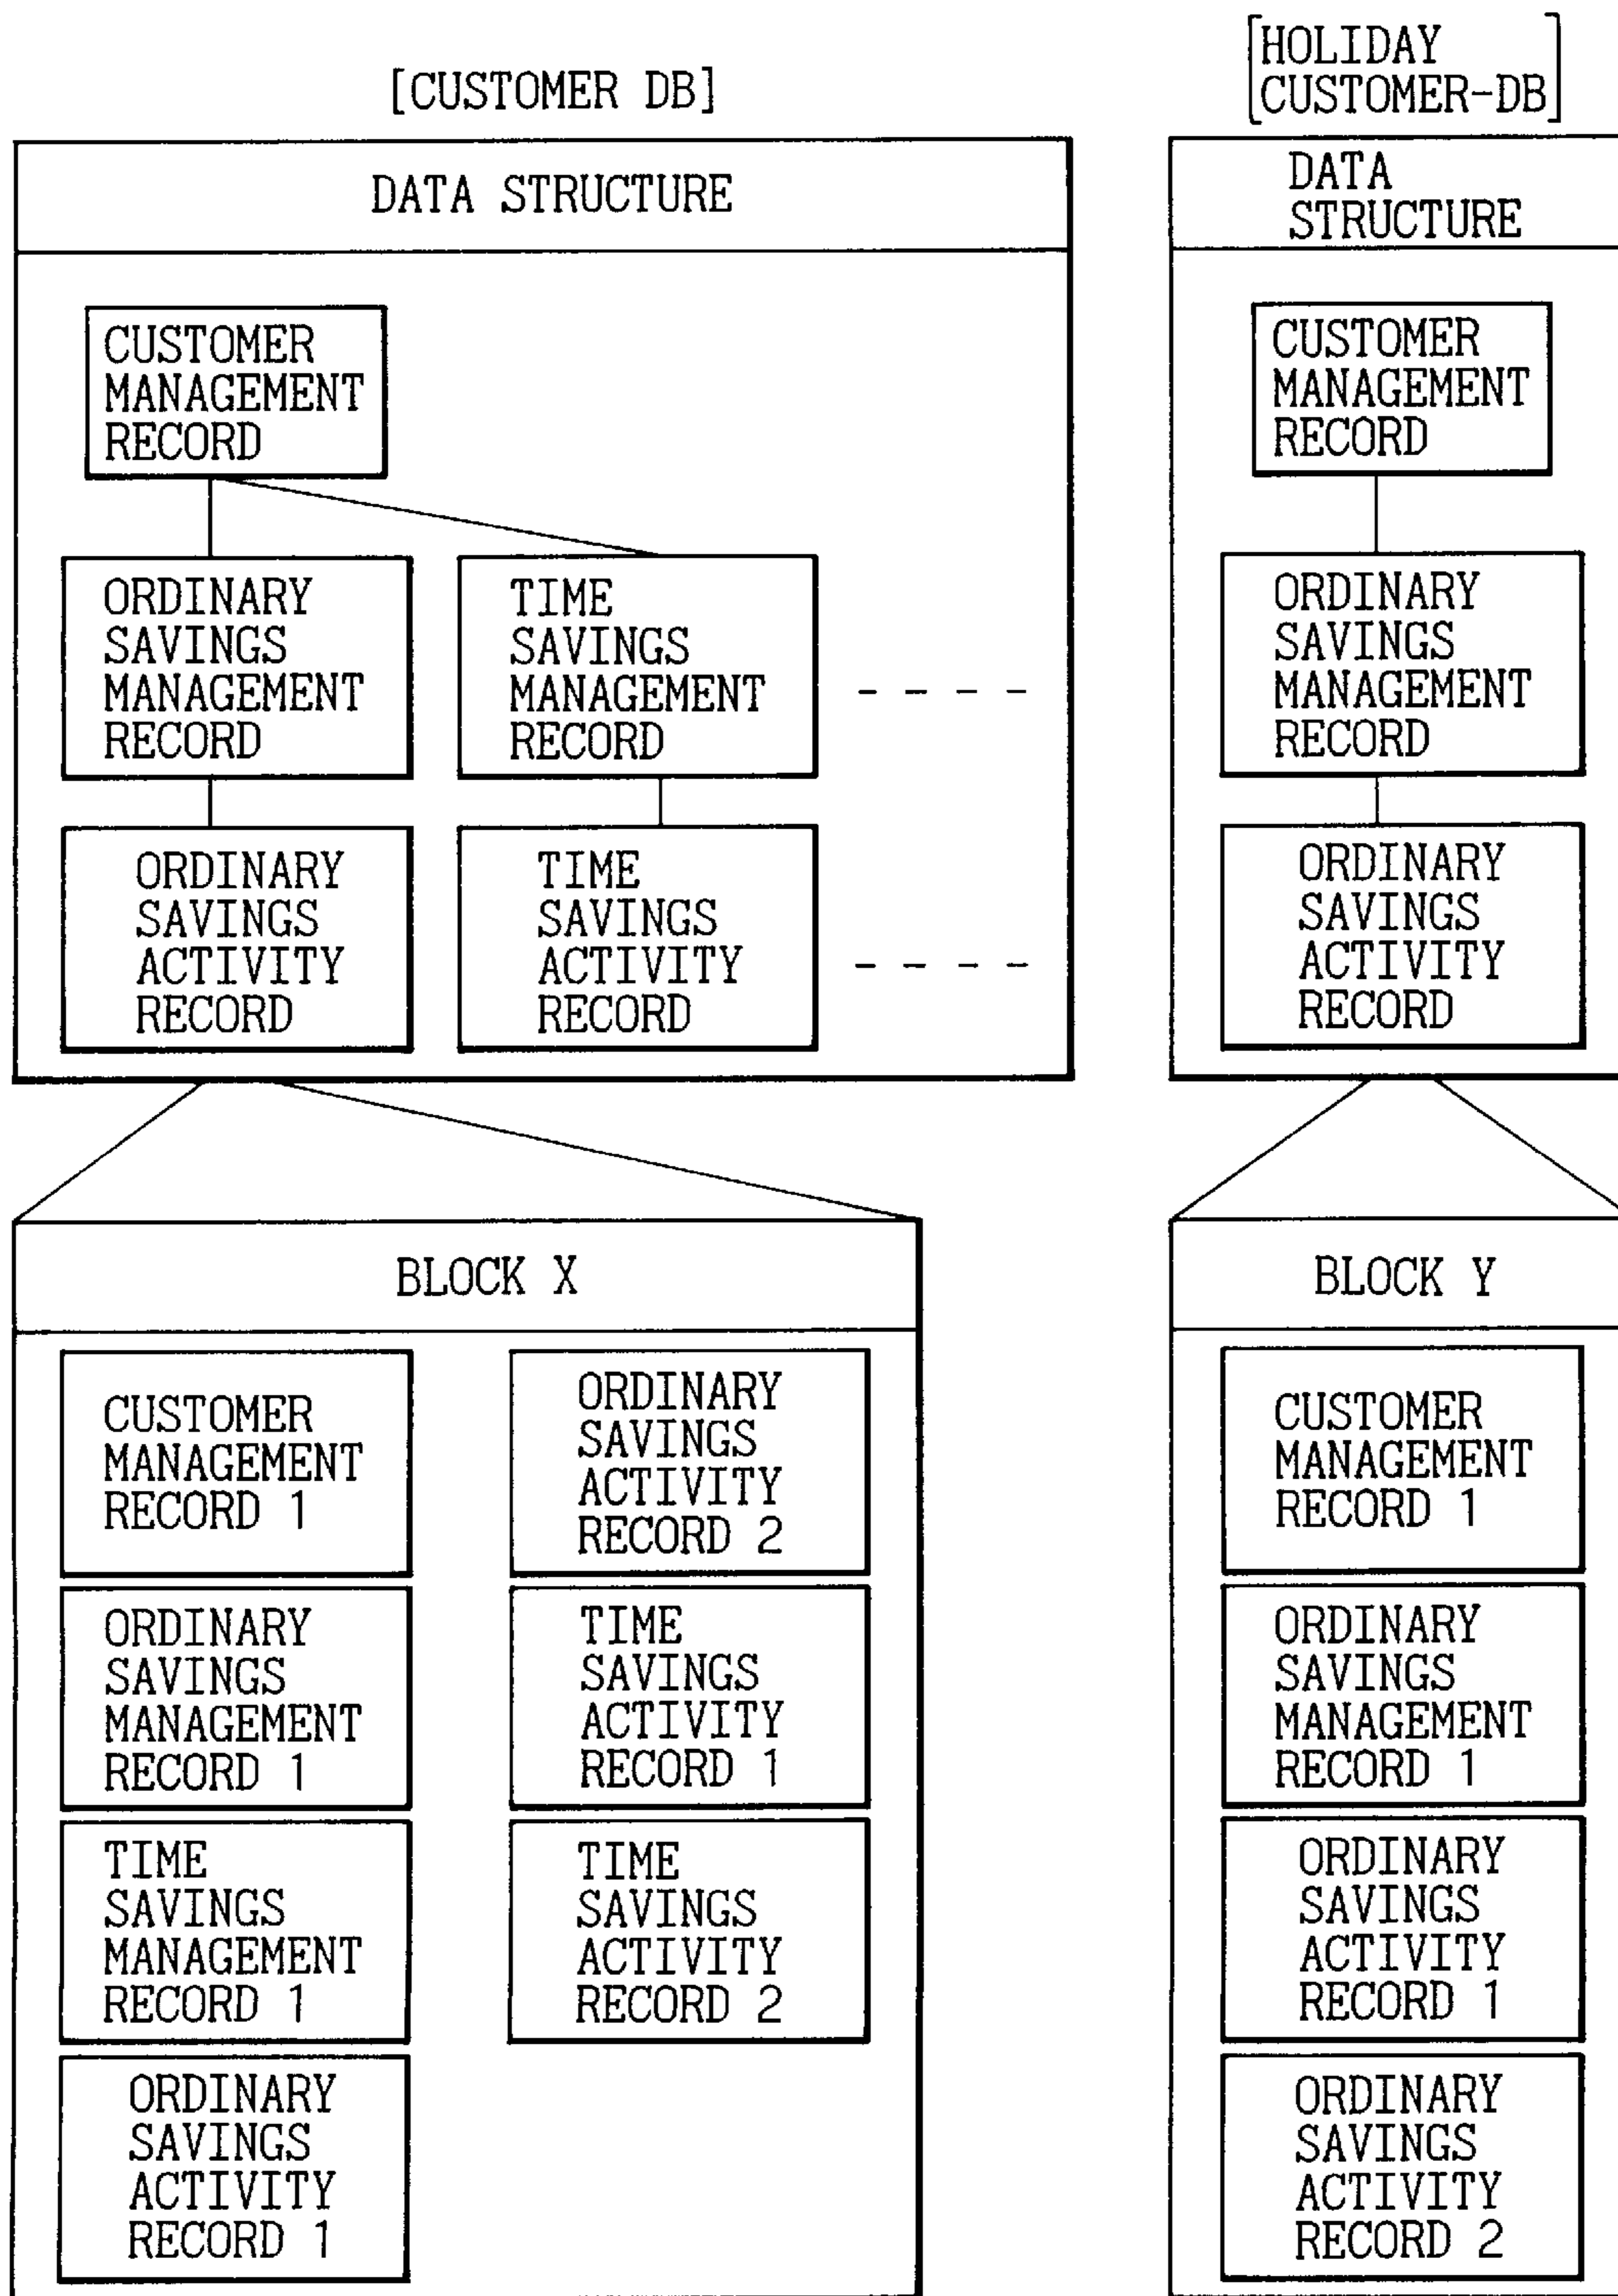 [CUSTOMER DB]
DATA STRUCTURE
CUSTOMER
MANAGEMENT
RECORD
ORDINARY
SAVINGS
MANAGEMENT
RECORD
TIME
SAVINGS
MANAGEMENT
RECORD
ORDINARY
SAVINGS
ACTIVITY
RECORD
TIME
SAVINGS
ACTIVITY
RECORD
BLOCK X
CUSTOMER
MANAGEMENT
RECORD 1
ORDINARY
SAVINGS
MANAGEMENT
RECORD 1
TIME
SAVINGS
MANAGEMENT
RECORD 1
ORDINARY
SAVINGS
ACTIVITY
RECORD 1
ORDINARY
SAVINGS
ACTIVITY
RECORD 2
TIME
SAVINGS
ACTIVITY
RECORD 1
TIME
SAVINGS
ACTIVITY
RECORD 2
[HOLIDAY
CUSTOMER-DB]
DATA
STRUCTURE
CUSTOMER
MANAGEMENT
RECORD
ORDINARY
SAVINGS
MANAGEMENT
RECORD
ORDINARY
SAVINGS
ACTIVITY
RECORD
BLOCK Y
CUSTOMER
MANAGEMENT
RECORD 1
ORDINARY
SAVINGS
MANAGEMENT
RECORD 1
ORDINARY
SAVINGS
ACTIVITY
RECORD 1
ORDINARY
SAVINGS
ACTIVITY
RECORD 2